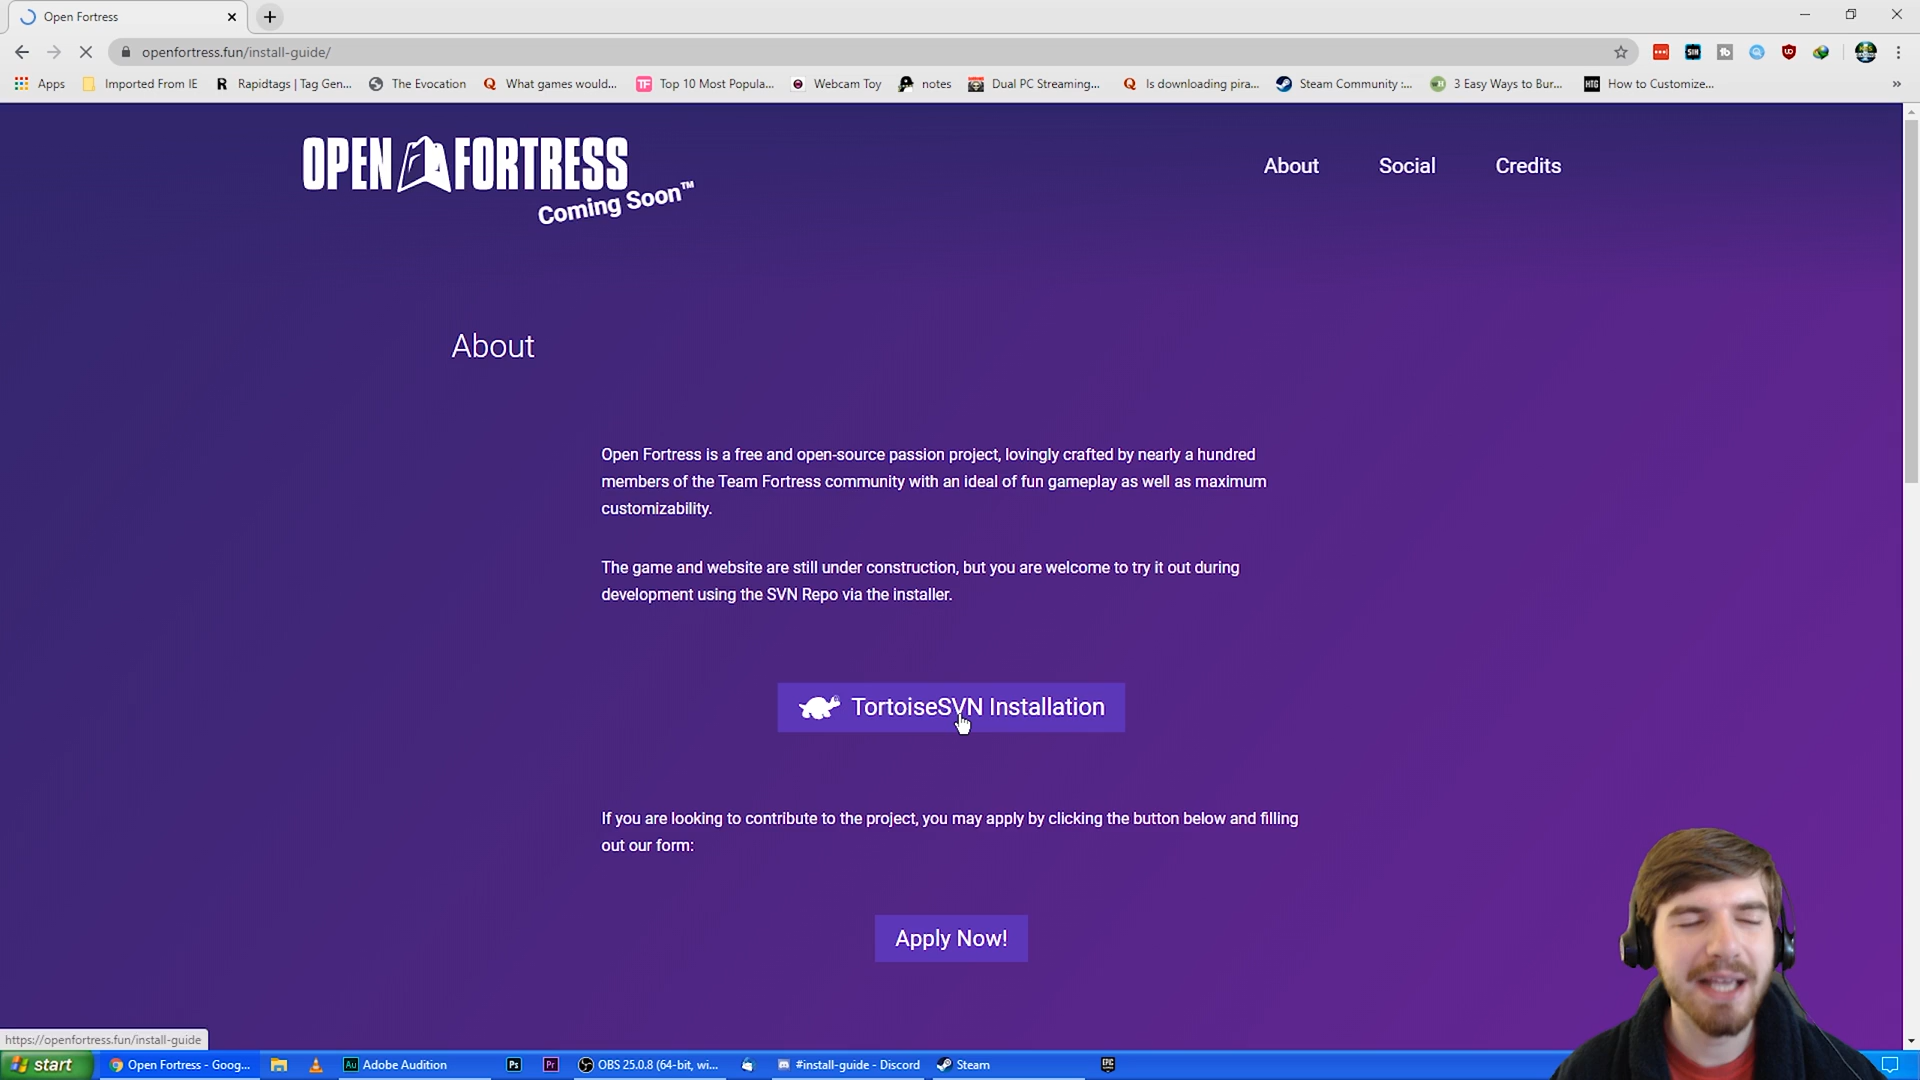 Open Fortress
openfortress.fun/install-guide/
Apps
Imported From IE
R Rapidtags | Tag Gen...
The Evocation
Q What games would...
TF Top 10 Most Popula...
Webcam Toy
notes
Dual PC Streaming...
Q Is downloading pira...
Steam Community :...
3 Easy Ways to Bur...
HTG How to Customize...
»
OPEN FORTRESS
Coming Soon™
About
Social
Credits
About
Open Fortress is a free and open-source passion project, lovingly crafted by nearly a hundred
members of the Team Fortress community with an ideal of fun gameplay as well as maximum
customizability.
The game and website are still under construction, but you are welcome to try it out during
development using the SVN Repo via the installer.
TortoiseSVN Installation
If you are looking to contribute to the project, you may apply by clicking the button below and filling
out our form:
Apply Now!
https://openfortress.fun/install-guide
start
Open Fortress - Goog...
Au Adobe Audition
Ps
Pr
OBS 25.0.8 (64-bit, wi...
#install-guide - Discord
Steam
EPIC